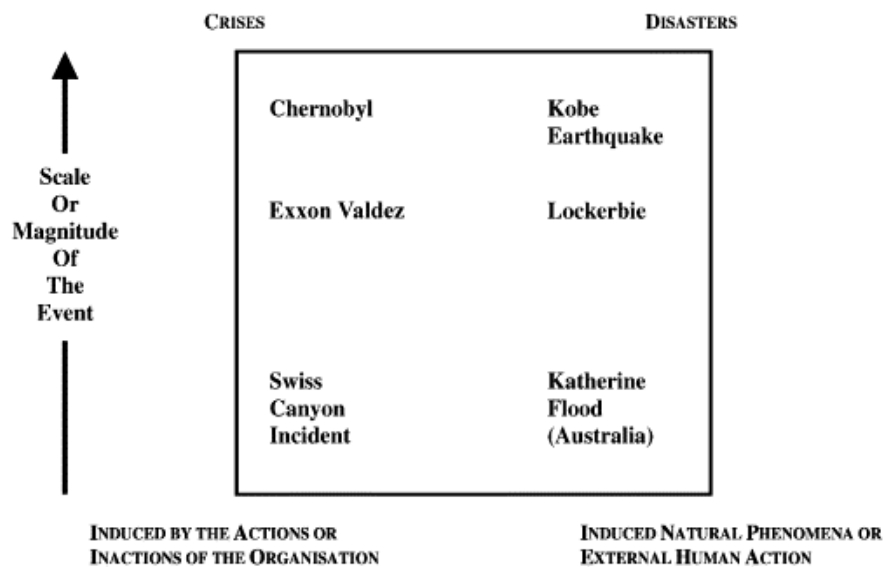 CRISES
DISASTERS
Chernobyl
Kobe
Earthquake
Scale
Or
Magnitude
Of
The
Event
Exxon Valdez
Lockerbie
Swiss
Canyon
Incident
Katherine
Flood
(Australia)
INDUCED BY THE ACTIONS OR
INACTIONS OF THE ORGANISATION
INDUCED NATURAL PHENOMENA OR
EXTERNAL HUMAN ACTION